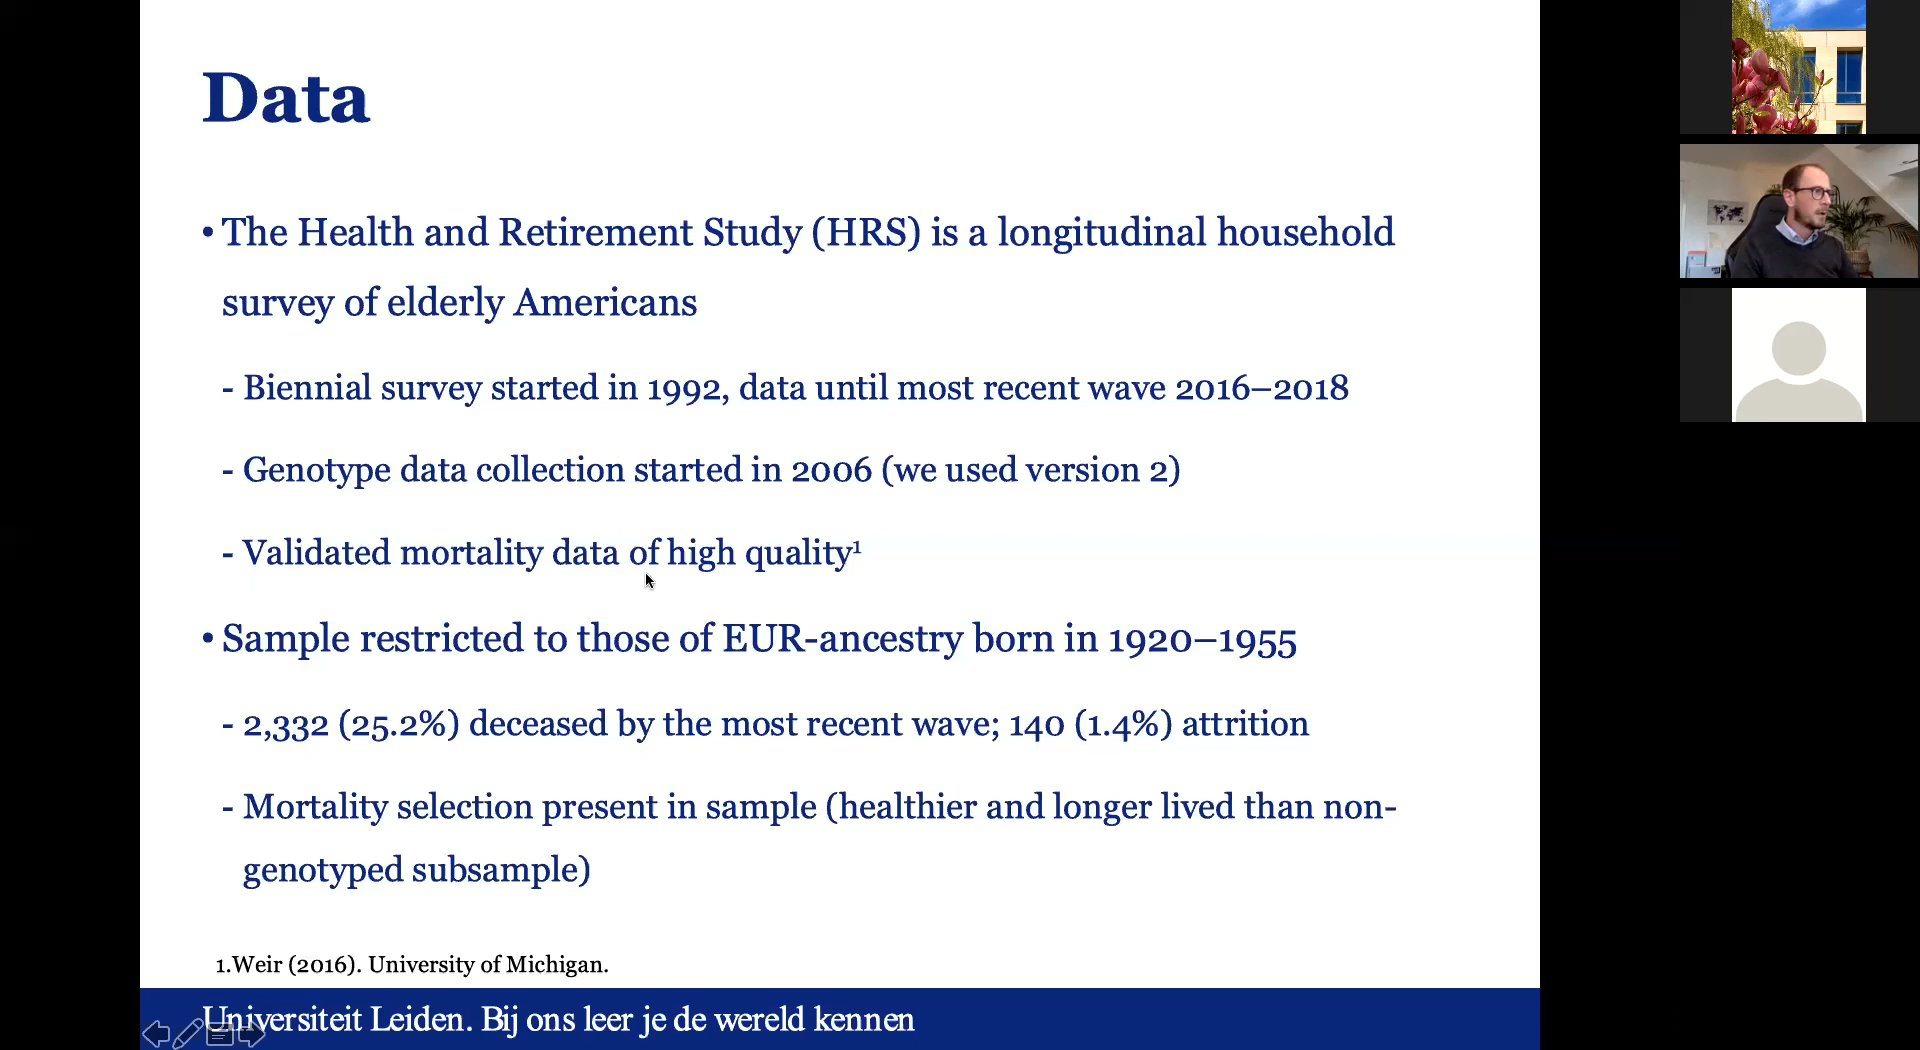 Data
• The Health and Retirement Study (HRS) is a longitudinal household
survey of elderly Americans
- Biennial survey started in 1992, data until most recent wave 2016–2018
- Genotype data collection started in 2006 (we used version 2)
- Validated mortality data of high quality¹
• Sample restricted to those of EUR-ancestry born in 1920–1955
- 2,332 (25.2%) deceased by the most recent wave; 140 (1.4%) attrition
- Mortality selection present in sample (healthier and longer lived than non-
genotyped subsample)
1.Weir (2016). University of Michigan.
Universiteit Leiden. Bij ons leer je de wereld kennen